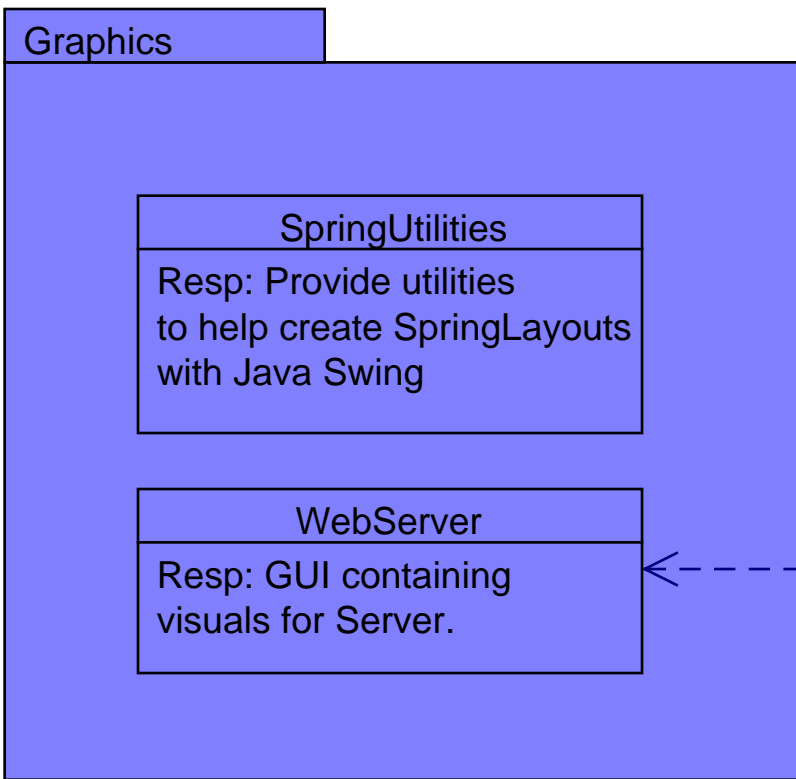 Graphics
SpringUtilities
Resp: Provide utilities
to help create SpringLayouts
with Java Swing
WebServer
Resp: GUI containing
visuals for Server.